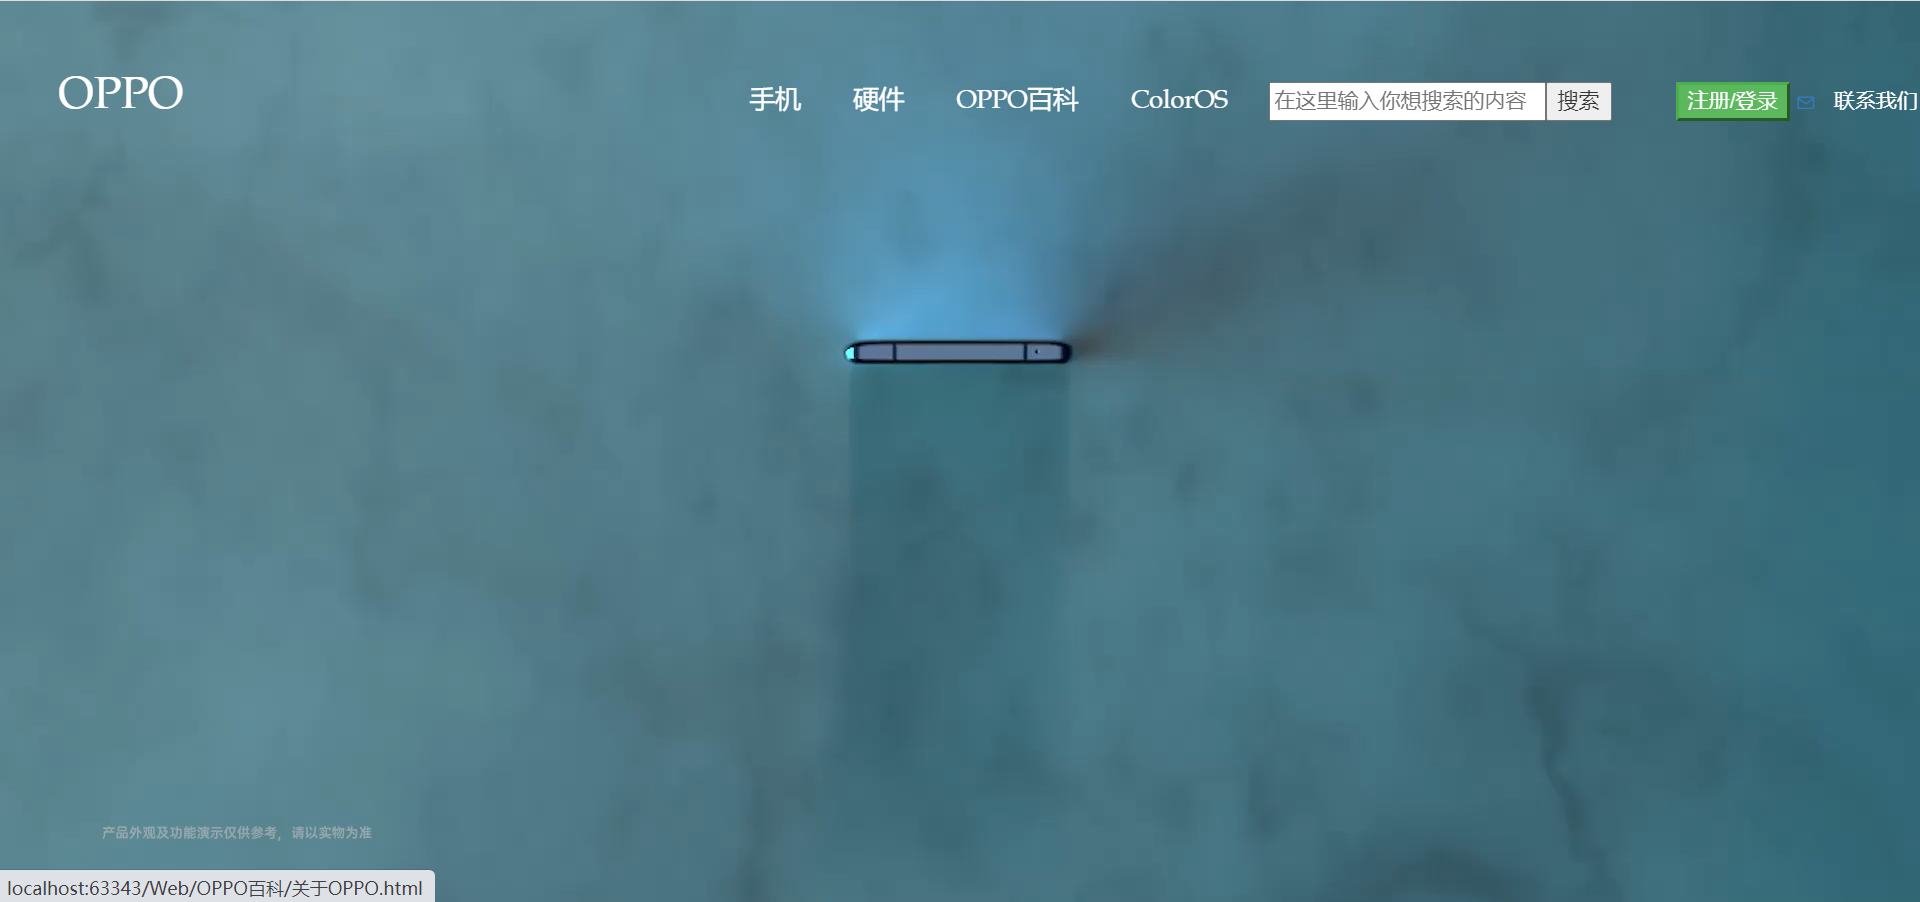 OPPO
手机 硬件 OPPO百科 ColorOS 在这里输入你想搜索的内容 搜索 注册/登录 联系我们
产品外观及功能演示仅供参考，请以实物为准
localhost:63343/Web/OPPO百科/关于OPPO.html